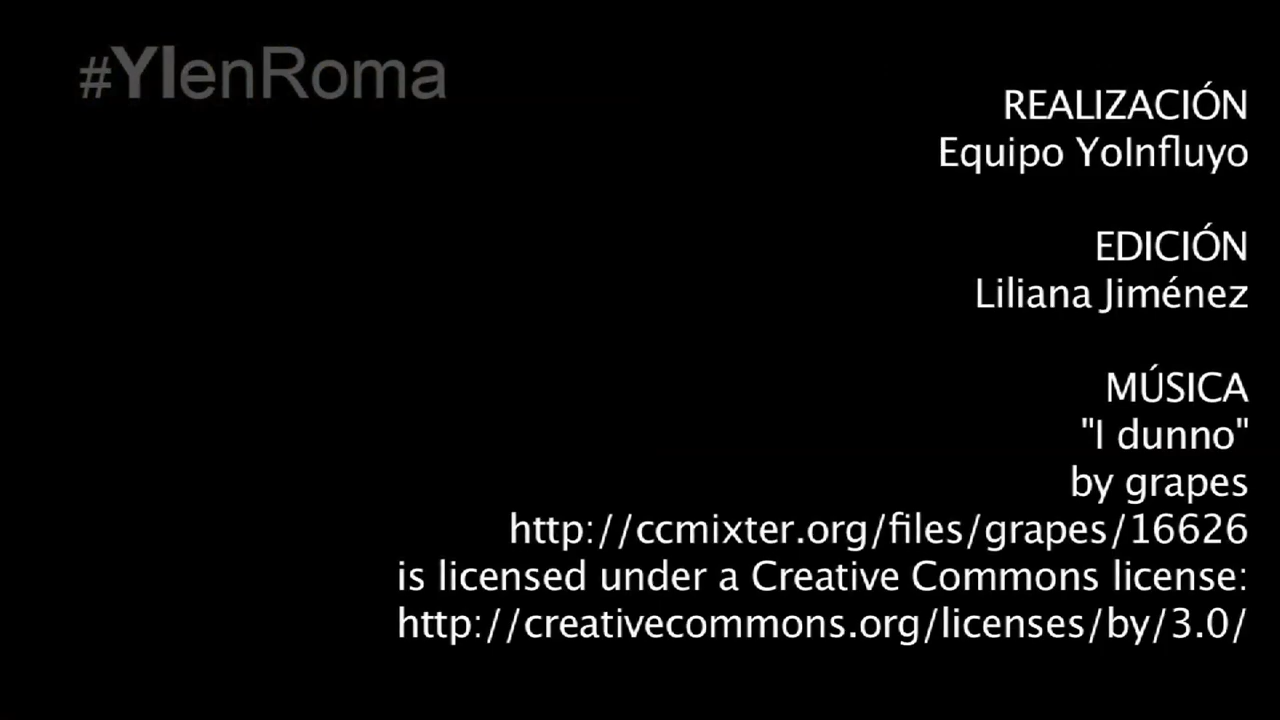 #YIenRoma
REALIZACIÓN
Equipo YoInfluyo
EDICIÓN
Liliana Jiménez
MÚSICA
"I dunno"
by grapes
http://ccmixter.org/files/grapes/16626
is licensed under a Creative Commons license:
http://creativecommons.org/licenses/by/3.0/